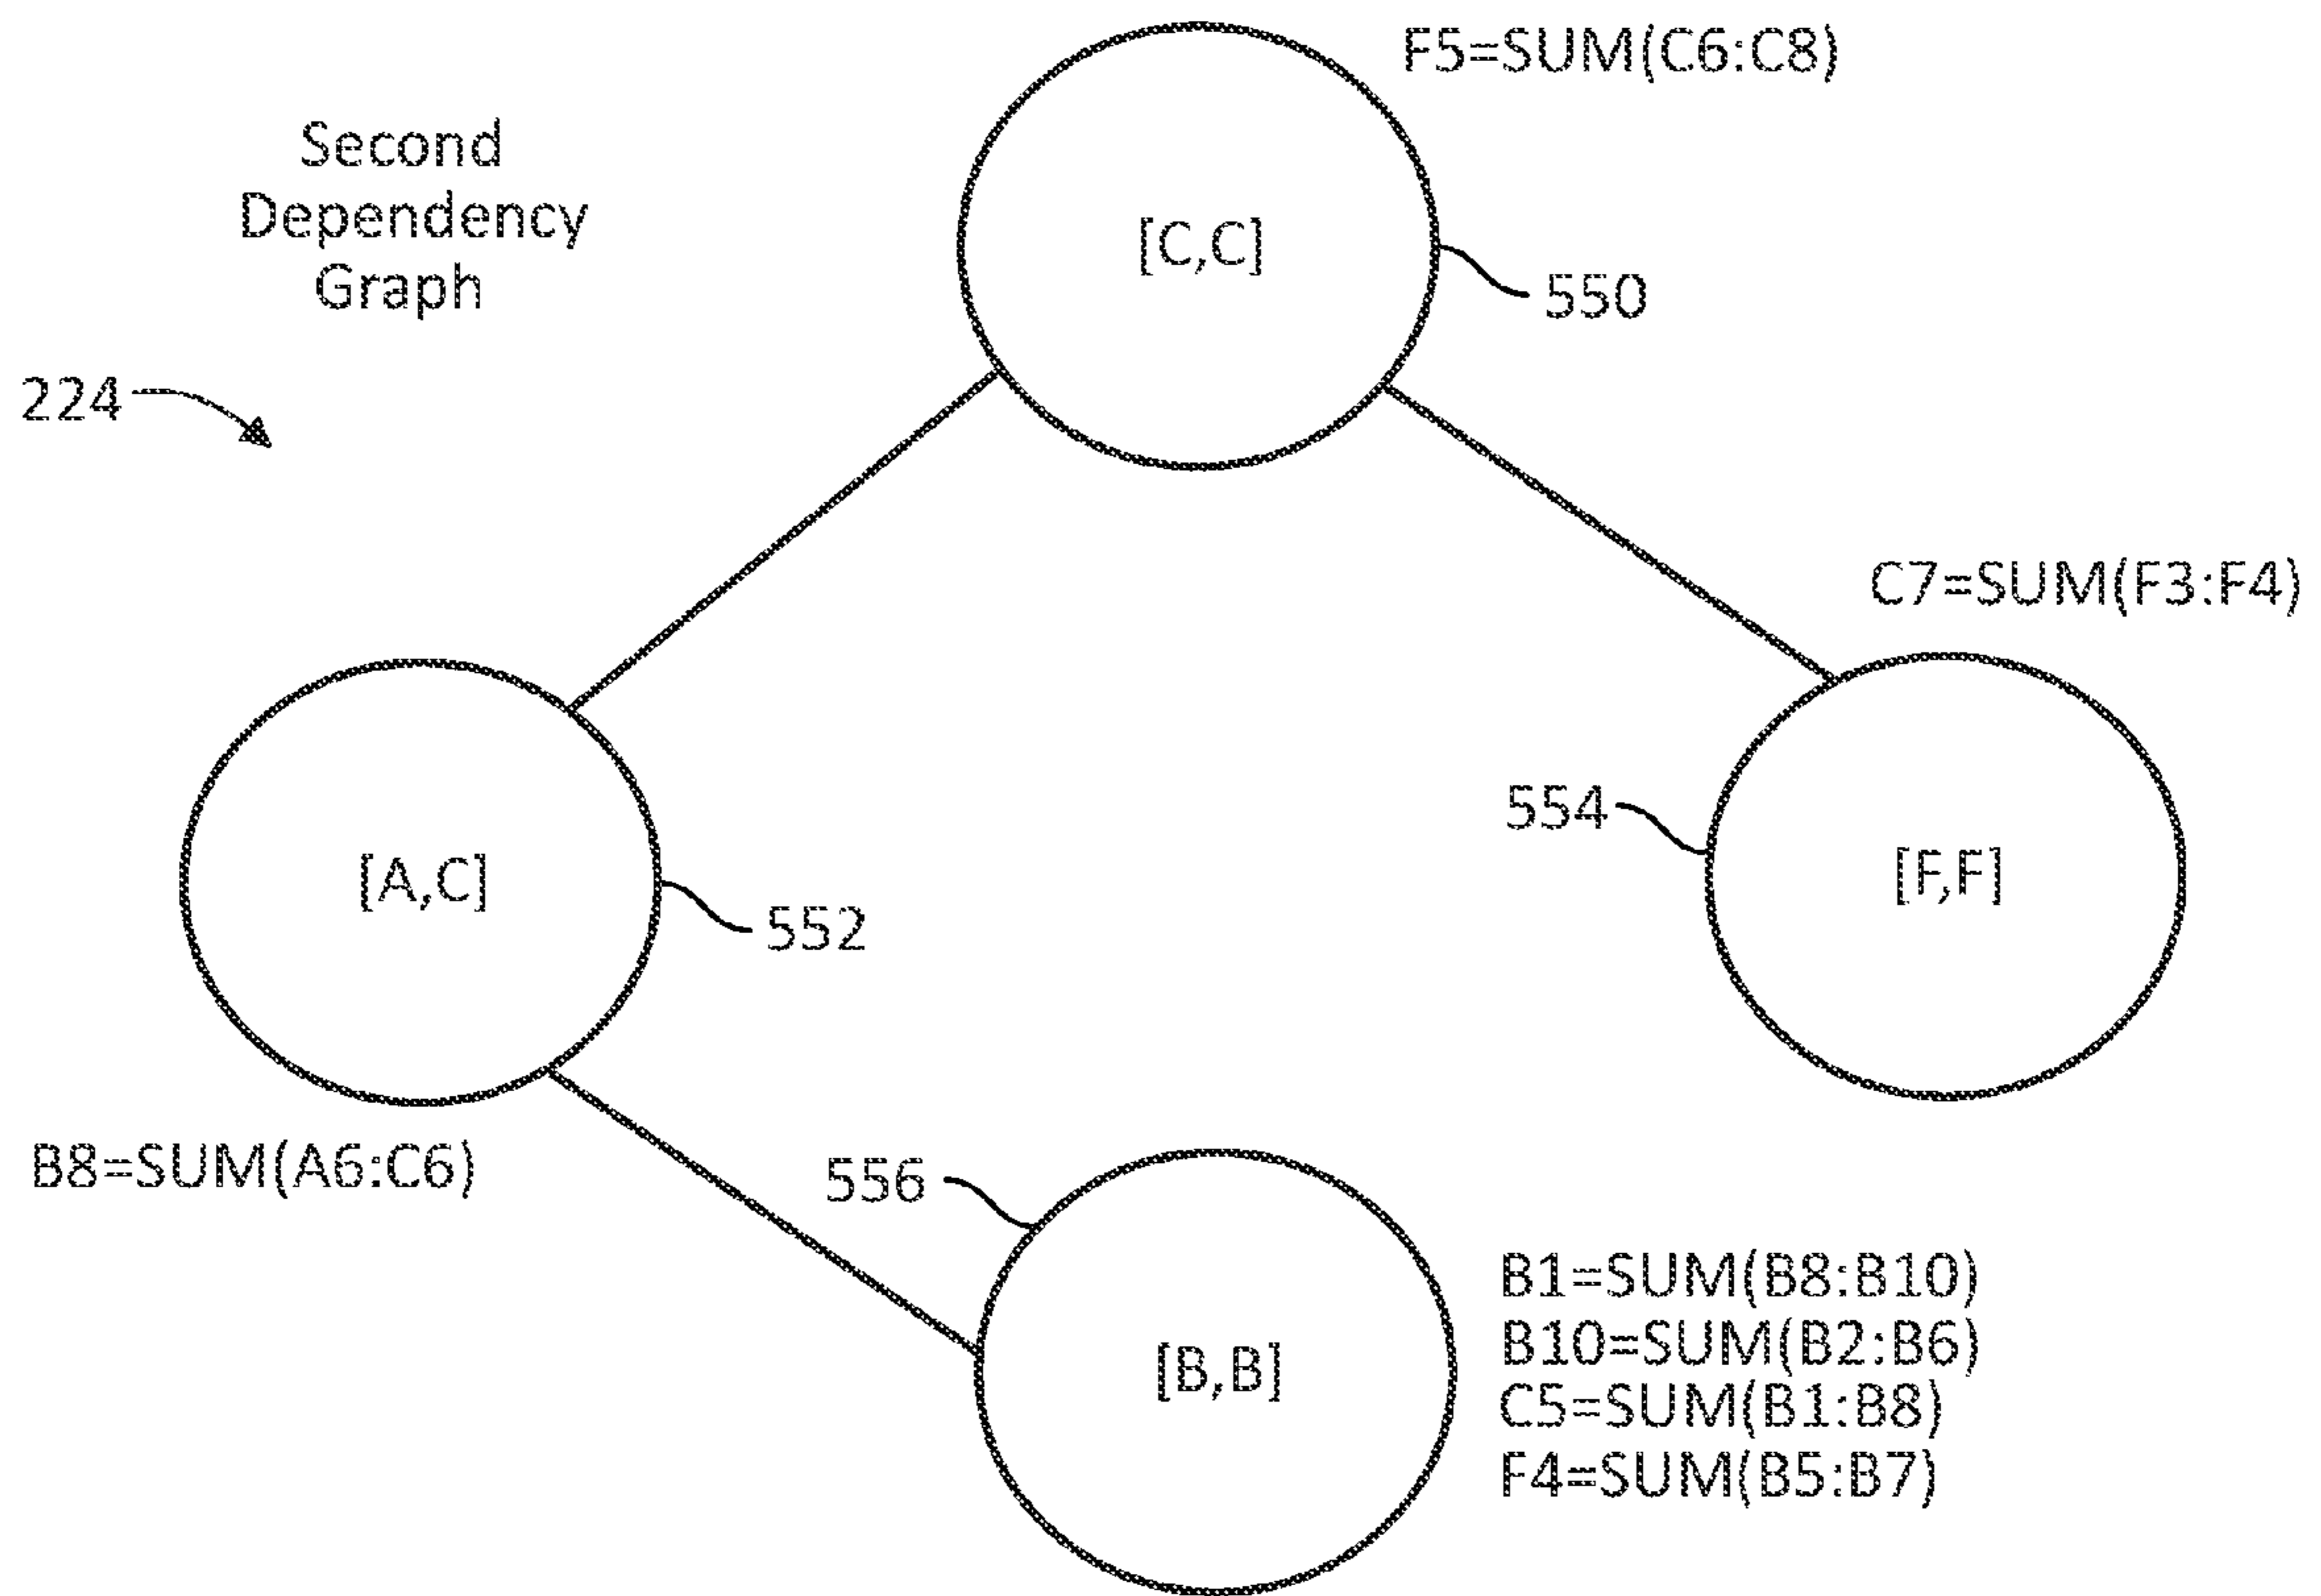 F5=SUM(C6:C8)
Second
Dependency
Graph
[C,C]
550
224
C7=SUM(F3:F4)
554
[A,C]
[F,F]
552
B8=SUM(A6:C6)
556
B1=SUM(B8:B10)
B10=SUM(B2:B6)
[B,B]
C5=SUM(B1:B8)
F4=SUM(B5:B7)